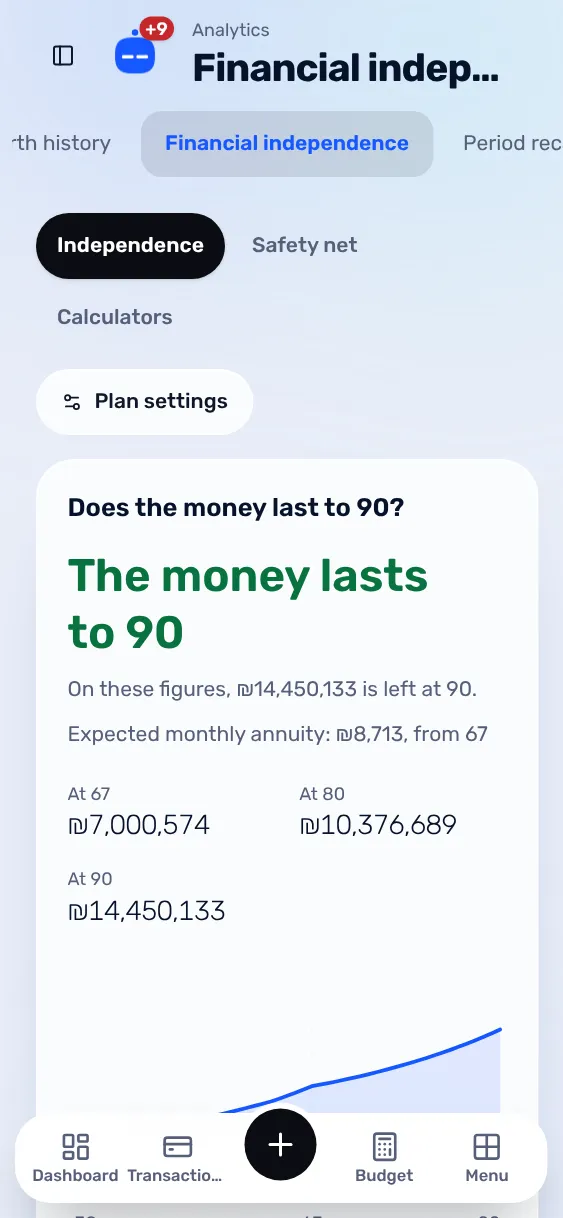 +9
Analytics
Financial indep...
rth history
Financial independence
Period rec
Independence
Safety net
Calculators
Plan settings
Does the money last to 90?
The money lasts
to 90
On these figures, ₪14,450,133 is left at 90.
Expected monthly annuity: ₪8,713, from 67
At 67
At 80
₪7,000,574
₪10,376,689
At 90
₪14,450,133
Dashboard
Transactio...
Budget
Menu